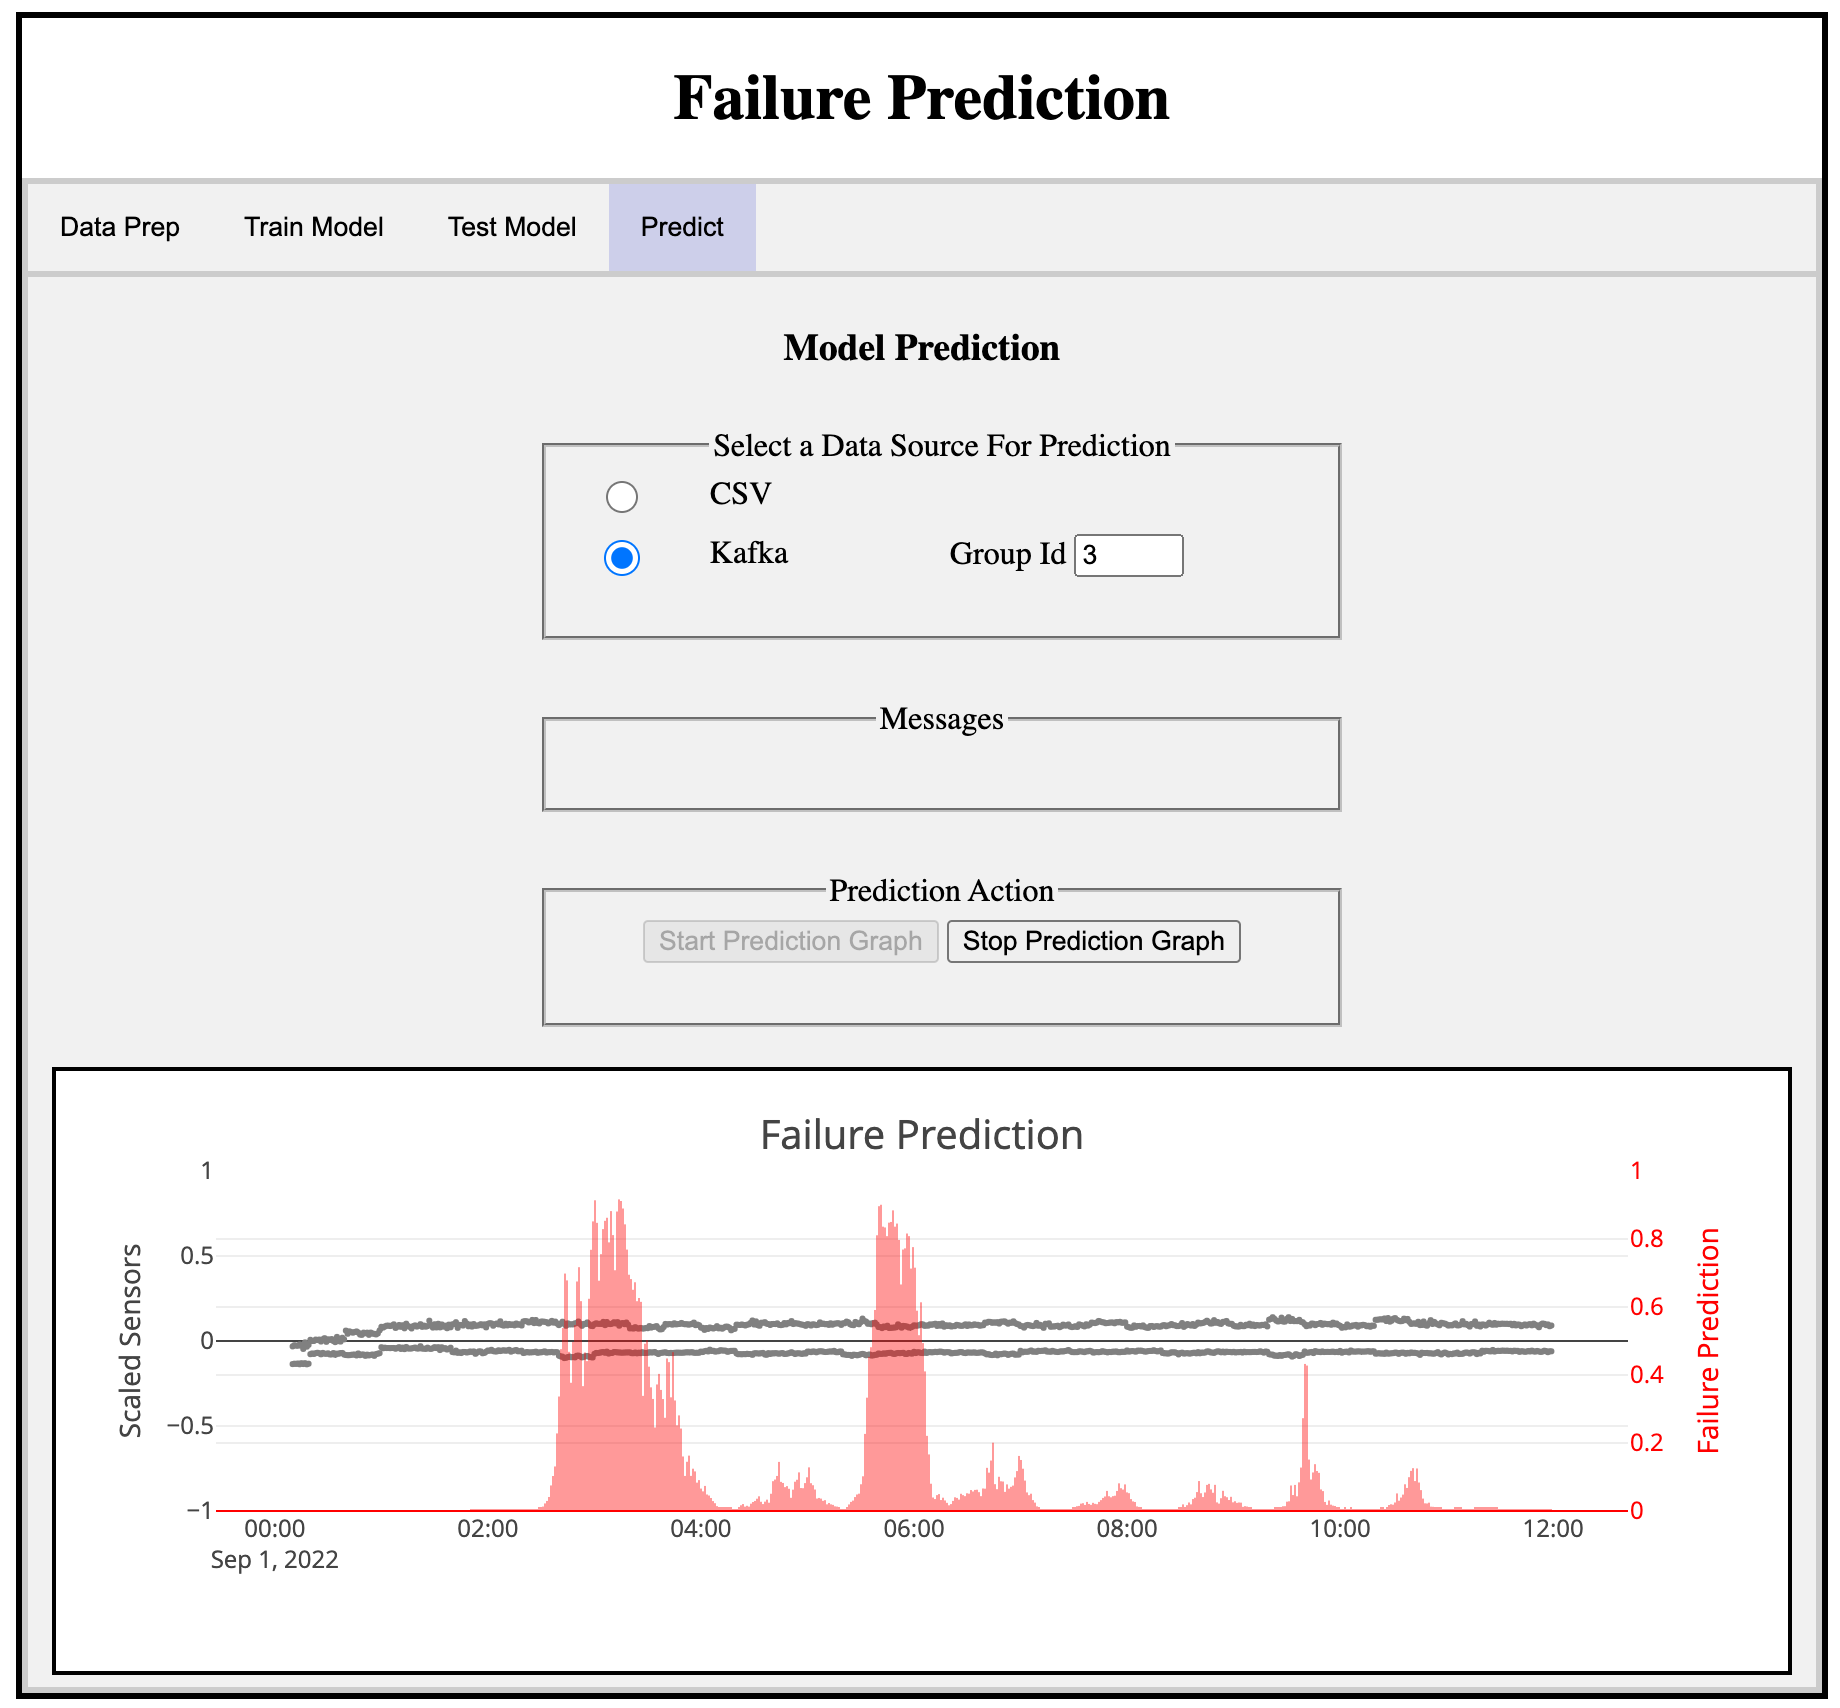 Failure Prediction
Data Prep Train Model Test Model Predict
Model Prediction
Select a Data Source For Prediction
CSV
Kafka Group Id 3
Messages
Prediction Action
Start Prediction Graph Stop Prediction Graph
Failure Prediction
Scaled Sensors
1
0.5
0
−0.5
−1
1
0.8
0.6
0.4
0.2
0
Failure Prediction
00:00 02:00 04:00 06:00 08:00 10:00 12:00
Sep 1, 2022